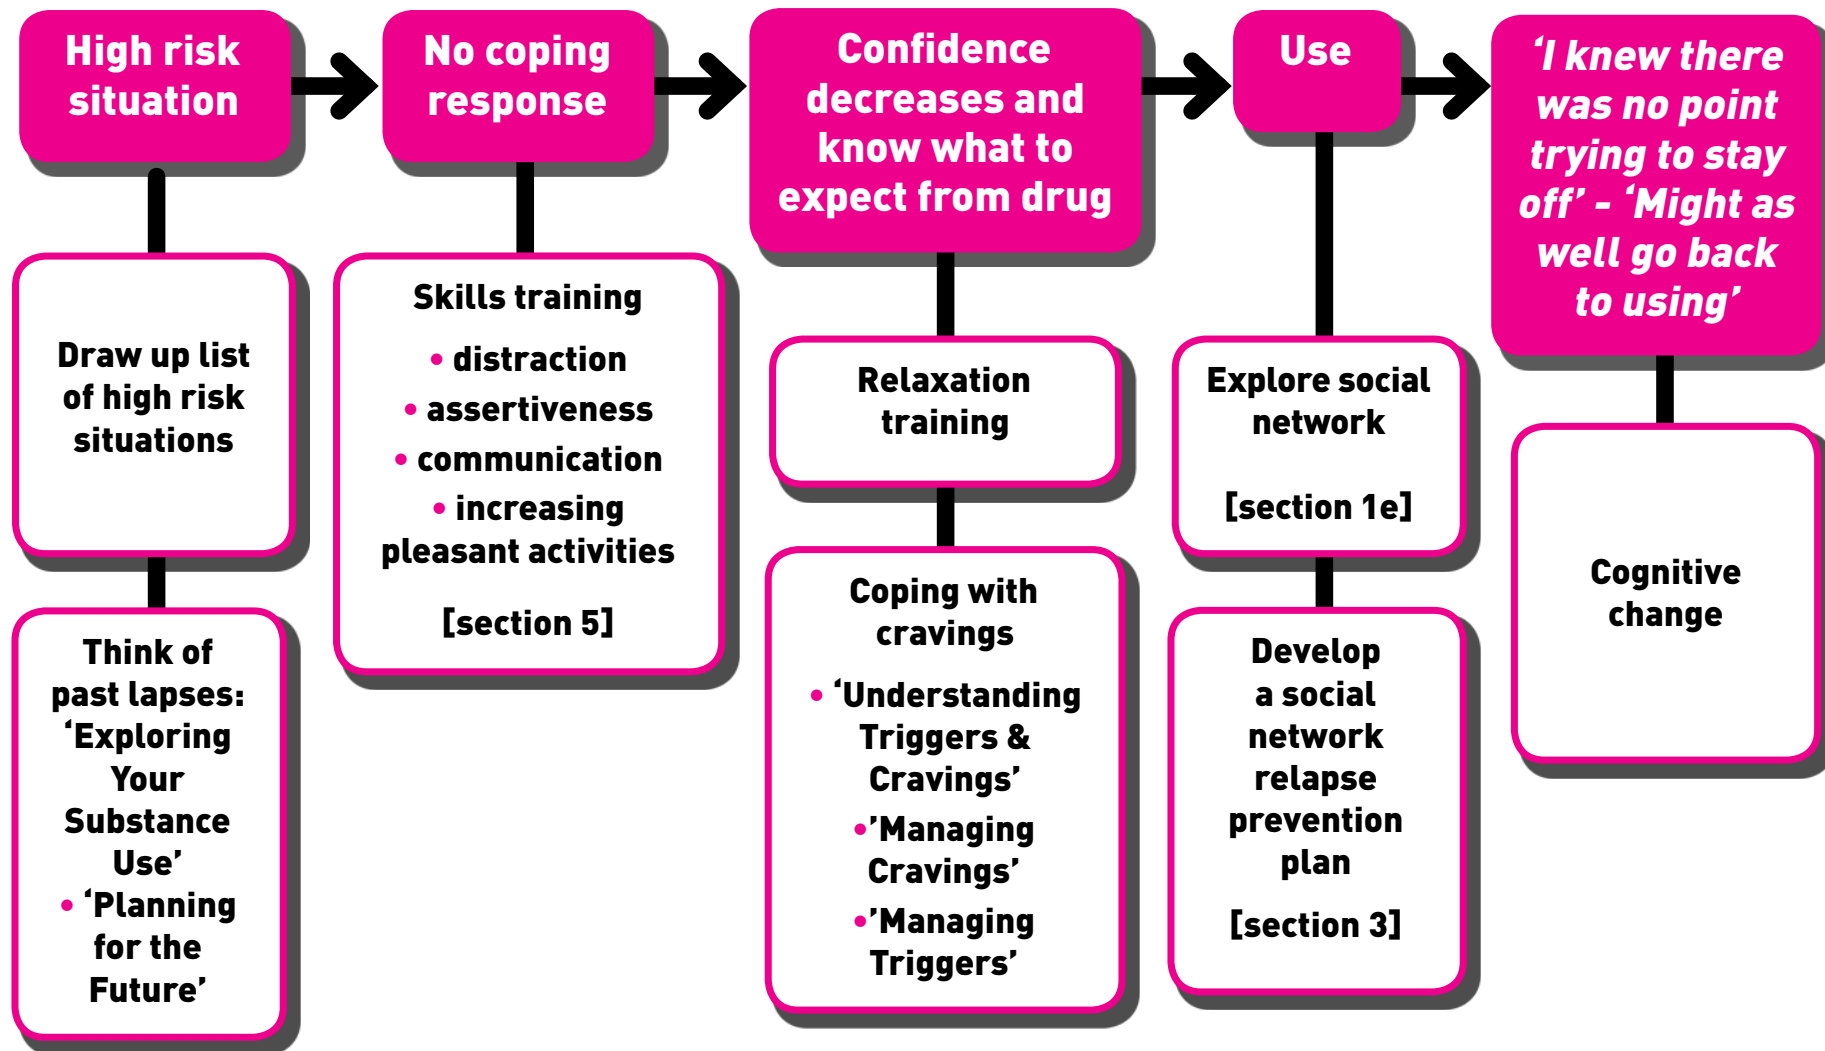 High risk
situation
No coping
response
Confidence
decreases and
know what to
expect from drug
Use
‘I knew there
was no point
trying to stay
off’ - ‘Might as
well go back
to using’
Draw up list
of high risk
situations
Think of
past lapses:
‘Exploring
Your
Substance
Use’
• ‘Planning
for the
Future’
Skills training
• distraction
• assertiveness
• communication
• increasing
pleasant activities
[section 5]
Relaxation
training
Coping with
cravings
• ‘Understanding
Triggers &
Cravings’
•’Managing
Cravings’
•’Managing
Triggers’
Explore social
network
[section 1e]
Develop
a social
network
relapse
prevention
plan
[section 3]
Cognitive
change